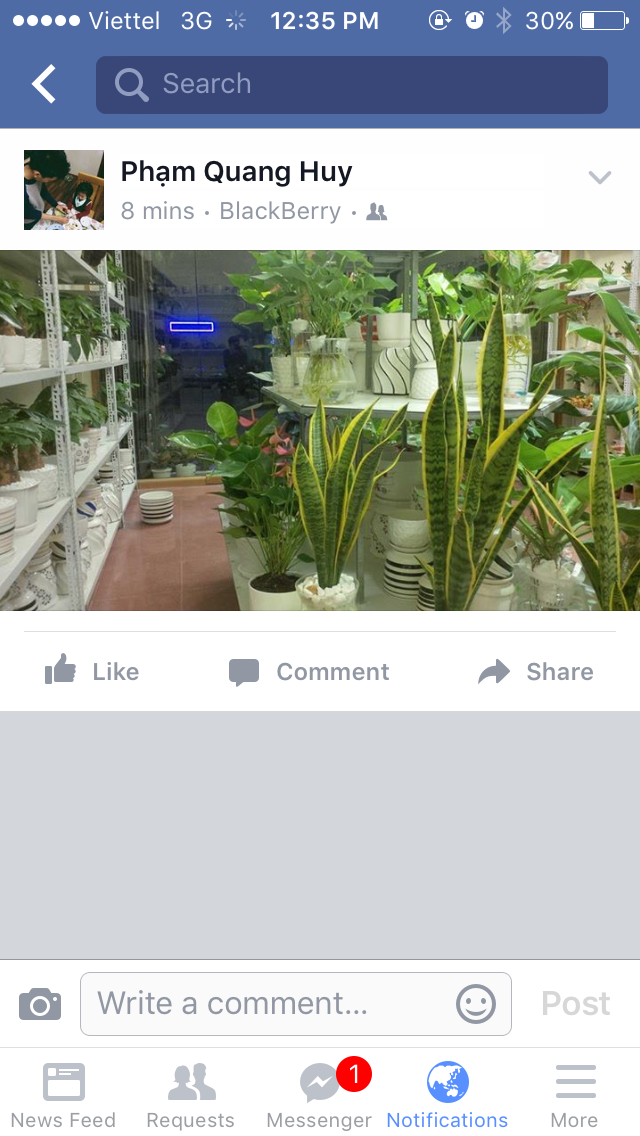 Viettel 3G 12:35 PM 30%
Search
Phạm Quang Huy
8 mins · BlackBerry ·
Like Comment Share
Write a comment... Post
1
News Feed Requests Messenger Notifications More